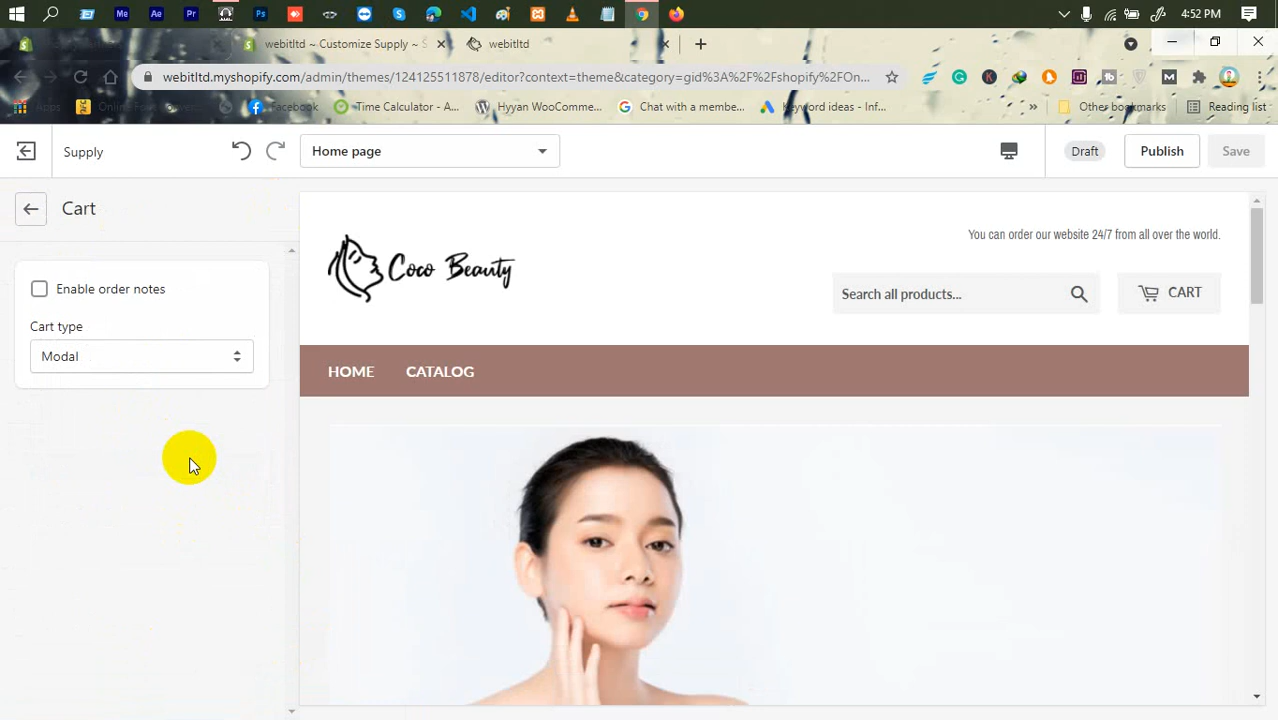 4:52 PM
webitltd ~ Customize Supply ~ S
webitltd
webitltd.myshopify.com/admin/themes/124125511878/editor?context=theme&category=gid%3A%2F%2Fshopify%2FOn...
Apps
Facebook
Time Calculator - A...
Hyyan WooComme...
Chat with a membe...
Keyword ideas - Inf...
Other bookmarks
Reading list
Supply
Home page
Draft
Publish
Save
Cart
Enable order notes
Cart type
Modal
Coco Beauty
You can order our website 24/7 from all over the world.
Search all products...
CART
HOME
CATALOG